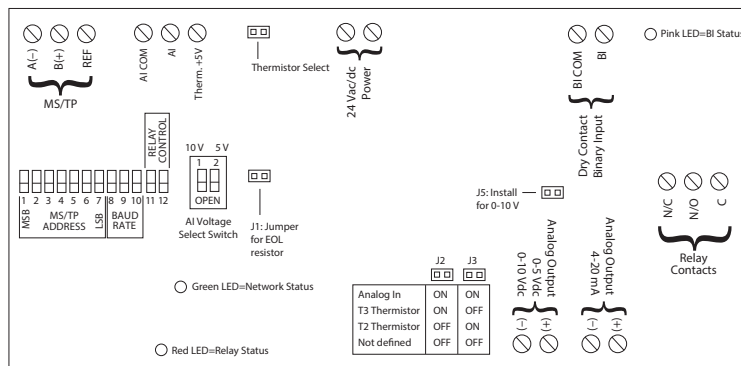 A(−)
B(+)
REF
MS/TP
AI COM
AI
Therm. +5V
Thermistor Select
24 Vac/dc
Power
BI COM
BI
Dry Contact
Binary Input
Pink LED=BI Status
RELAY
CONTROL
1 2 3 4 5 6 7 8 9 10 11 12
MSB
MS/TP
ADDRESS
LSB
BAUD
RATE
10 V 5 V
1 2
OPEN
AI Voltage
Select Switch
J1: Jumper
for EOL
resistor
J5: Install
for 0-10 V
N/C
N/O
C
Relay
Contacts
Green LED=Network Status
Red LED=Relay Status
J2 J3
Analog In ON ON
T3 Thermistor ON OFF
T2 Thermistor OFF ON
Not defined OFF OFF
Analog Output
0-5 Vdc
0-10 Vdc
(−) (+)
Analog Output
4-20 mA
(−) (+)